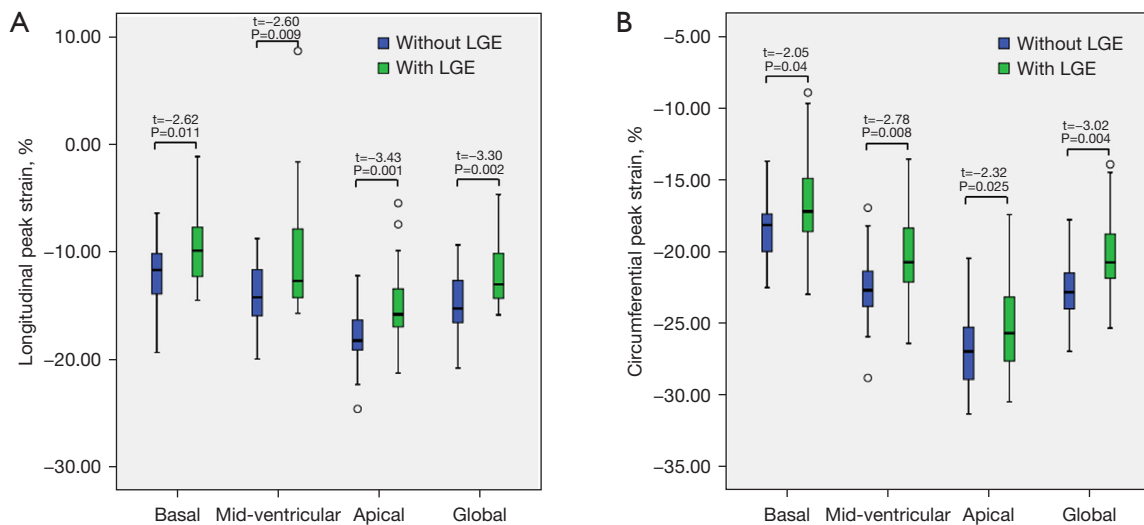 A
Longitudinal peak strain, %
10.00
0.00
−10.00
−20.00
−30.00
t=−2.62
P=0.011
t=−2.60
P=0.009
t=−3.43
P=0.001
t=−3.30
P=0.002
Without LGE
With LGE
Basal
Mid-ventricular
Apical
Global
B
Circumferential peak strain, %
−5.00
−10.00
−15.00
−20.00
−25.00
−30.00
−35.00
t=−2.05
P=0.04
t=−2.78
P=0.008
t=−2.32
P=0.025
t=−3.02
P=0.004
Without LGE
With LGE
Basal
Mid-ventricular
Apical
Global